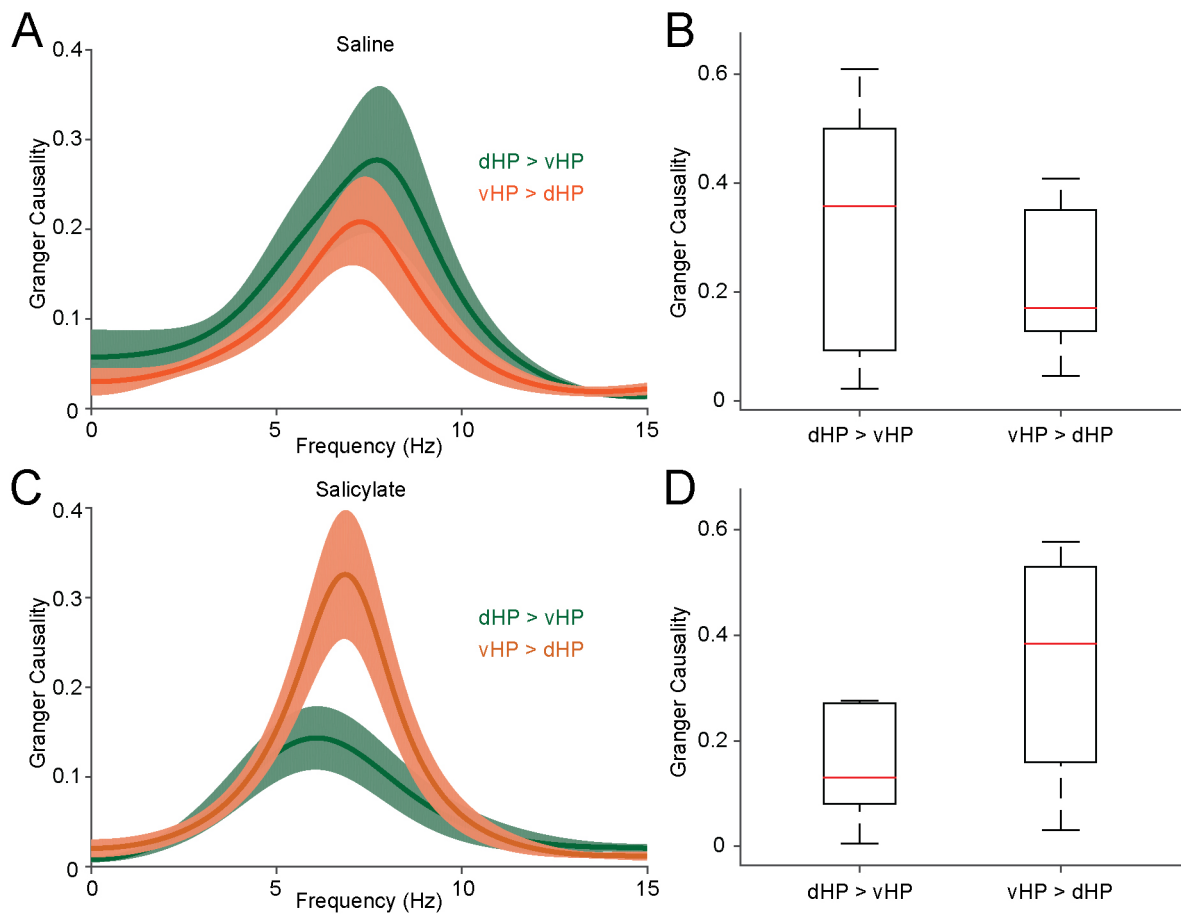 A
Saline
0.4
0.3
0.2
0.1
0
Granger Causality
dHP > vHP
vHP > dHP
0
5
10
15
Frequency (Hz)
B
0.6
0.4
0.2
0
Granger Causality
dHP > vHP
vHP > dHP
C
Salicylate
0.4
0.3
0.2
0.1
0
Granger Causality
dHP > vHP
vHP > dHP
0
5
10
15
Frequency (Hz)
D
0.6
0.4
0.2
0
Granger Causality
dHP > vHP
vHP > dHP